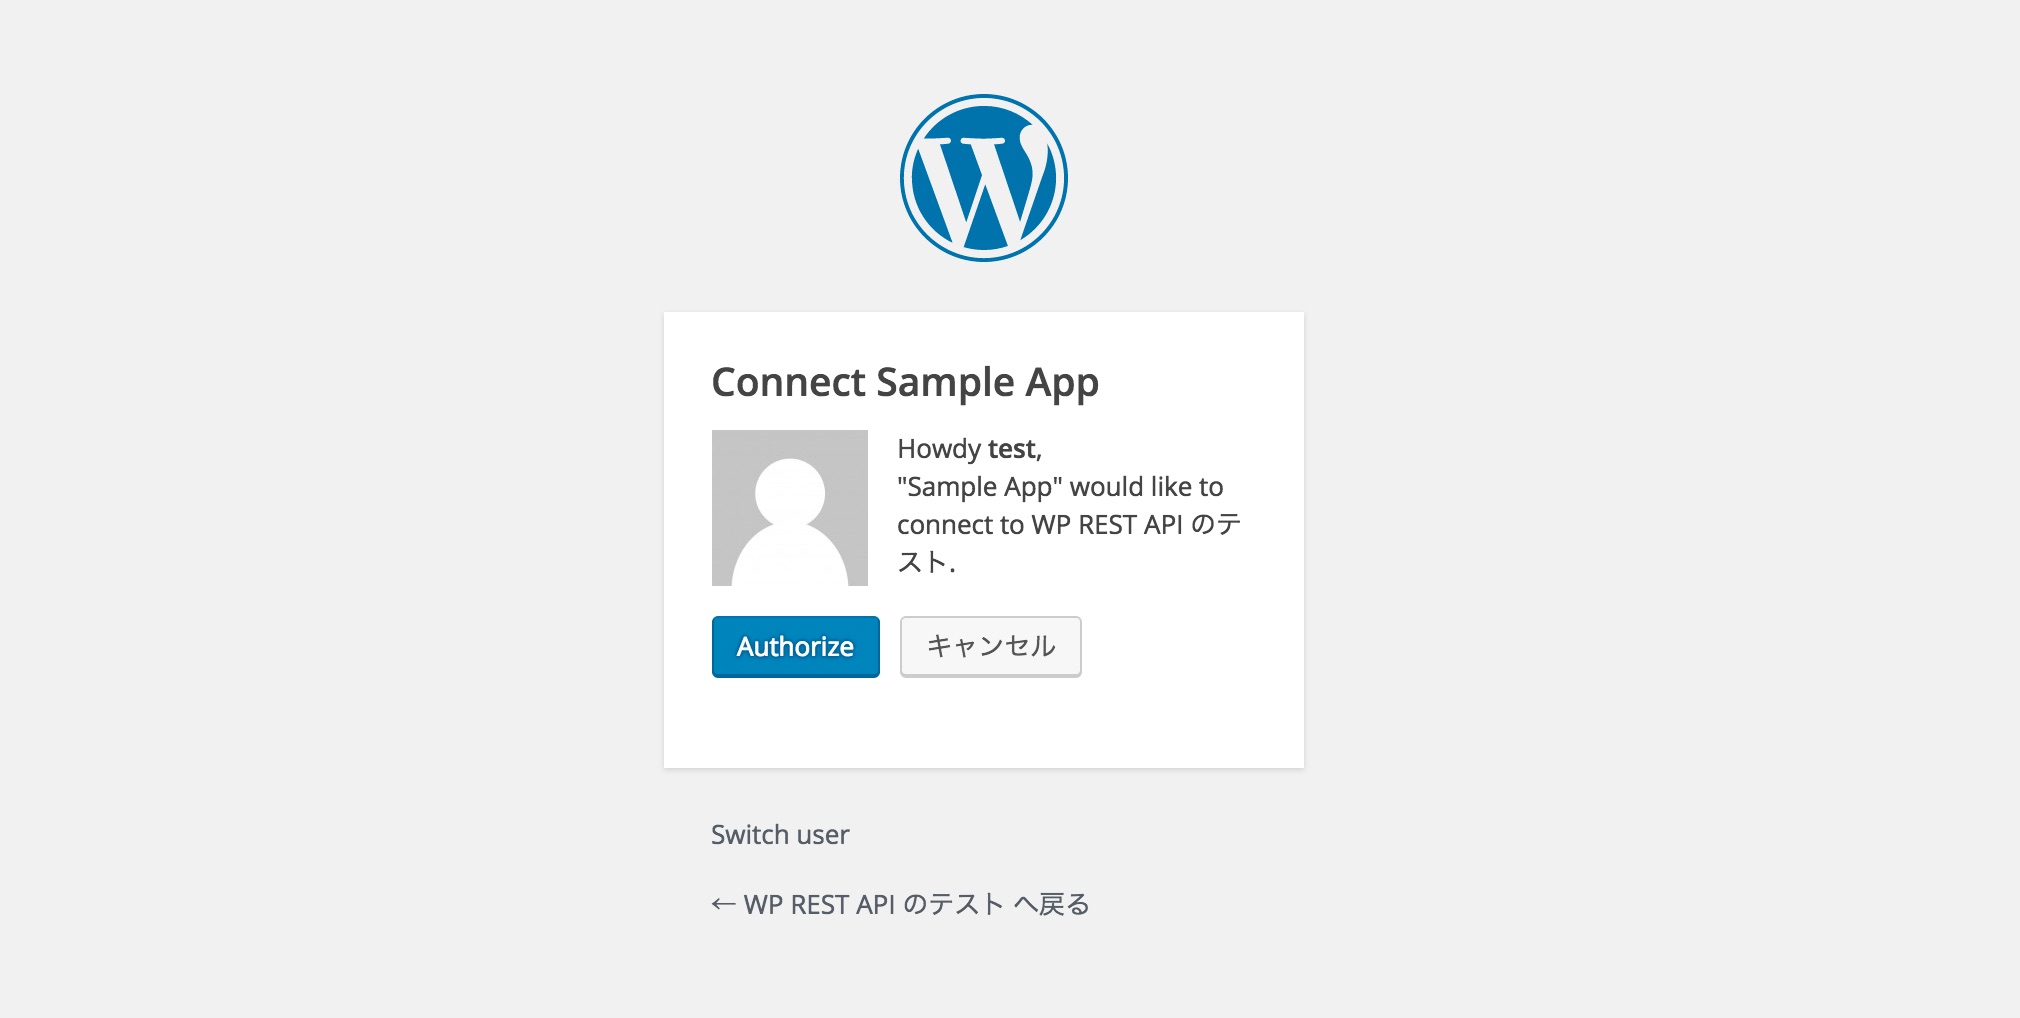 Connect Sample App
Howdy test,
"Sample App" would like to
connect to WP REST API のテ
スト.
Authorize
キャンセル
Switch user
← WP REST API のテスト へ戻る